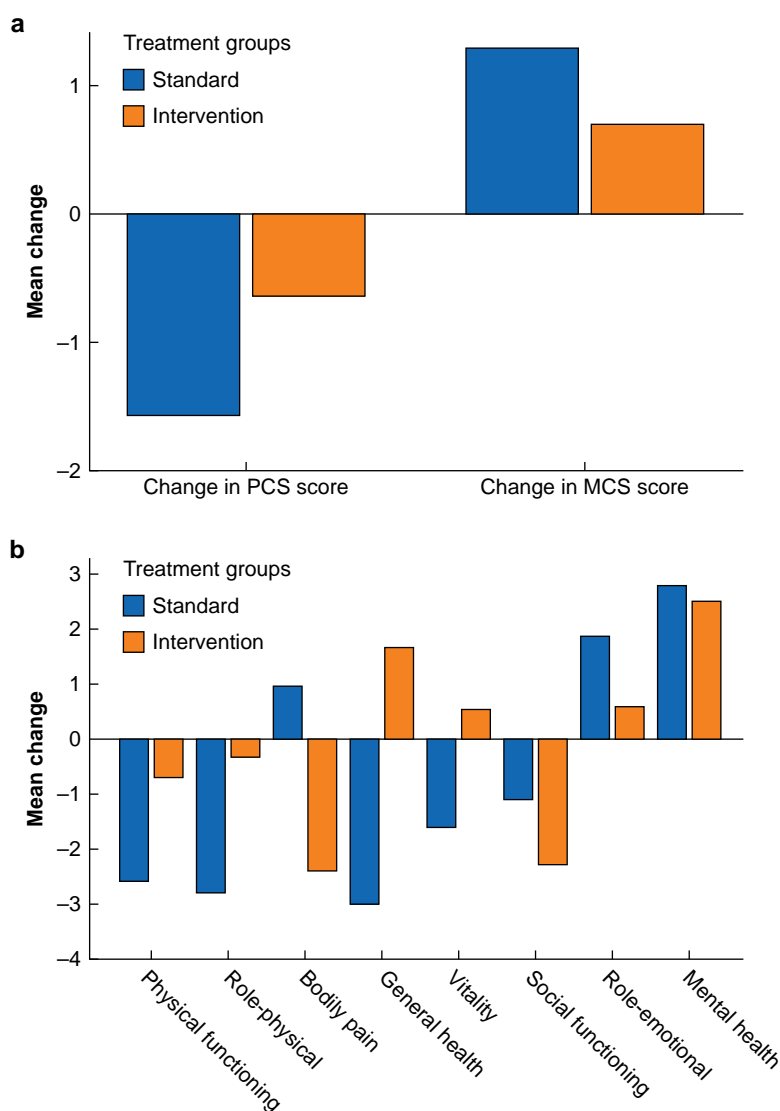 a
Treatment groups
Standard
Intervention
Mean change
1
0
–1
–2
Change in PCS score
Change in MCS score
b
Treatment groups
Standard
Intervention
Mean change
3
2
1
0
–1
–2
–3
–4
Physical functioning
Role-physical
Bodily pain
General health
Vitality
Social functioning
Role-emotional
Mental health